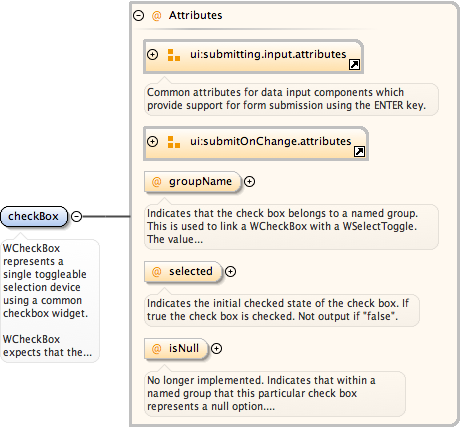 @ Attributes
ui:submitting.input.attributes
Common attributes for data input components which
provide support for form submission using the ENTER key.
ui:submitOnChange.attributes
@ groupName
Indicates that the check box belongs to a named group.
This is used to link a WCheckBox with a WSelectToggle.
The value...
checkBox
WCheckBox
represents a
single toggleable
selection device
using a common
checkbox widget.
WCheckBox
expects that the...
@ selected
Indicates the initial checked state of the check box. If
true the check box is checked. Not output if "false".
@ isNull
No longer implemented. Indicates that within a
named group that this particular check box
represents a null option....